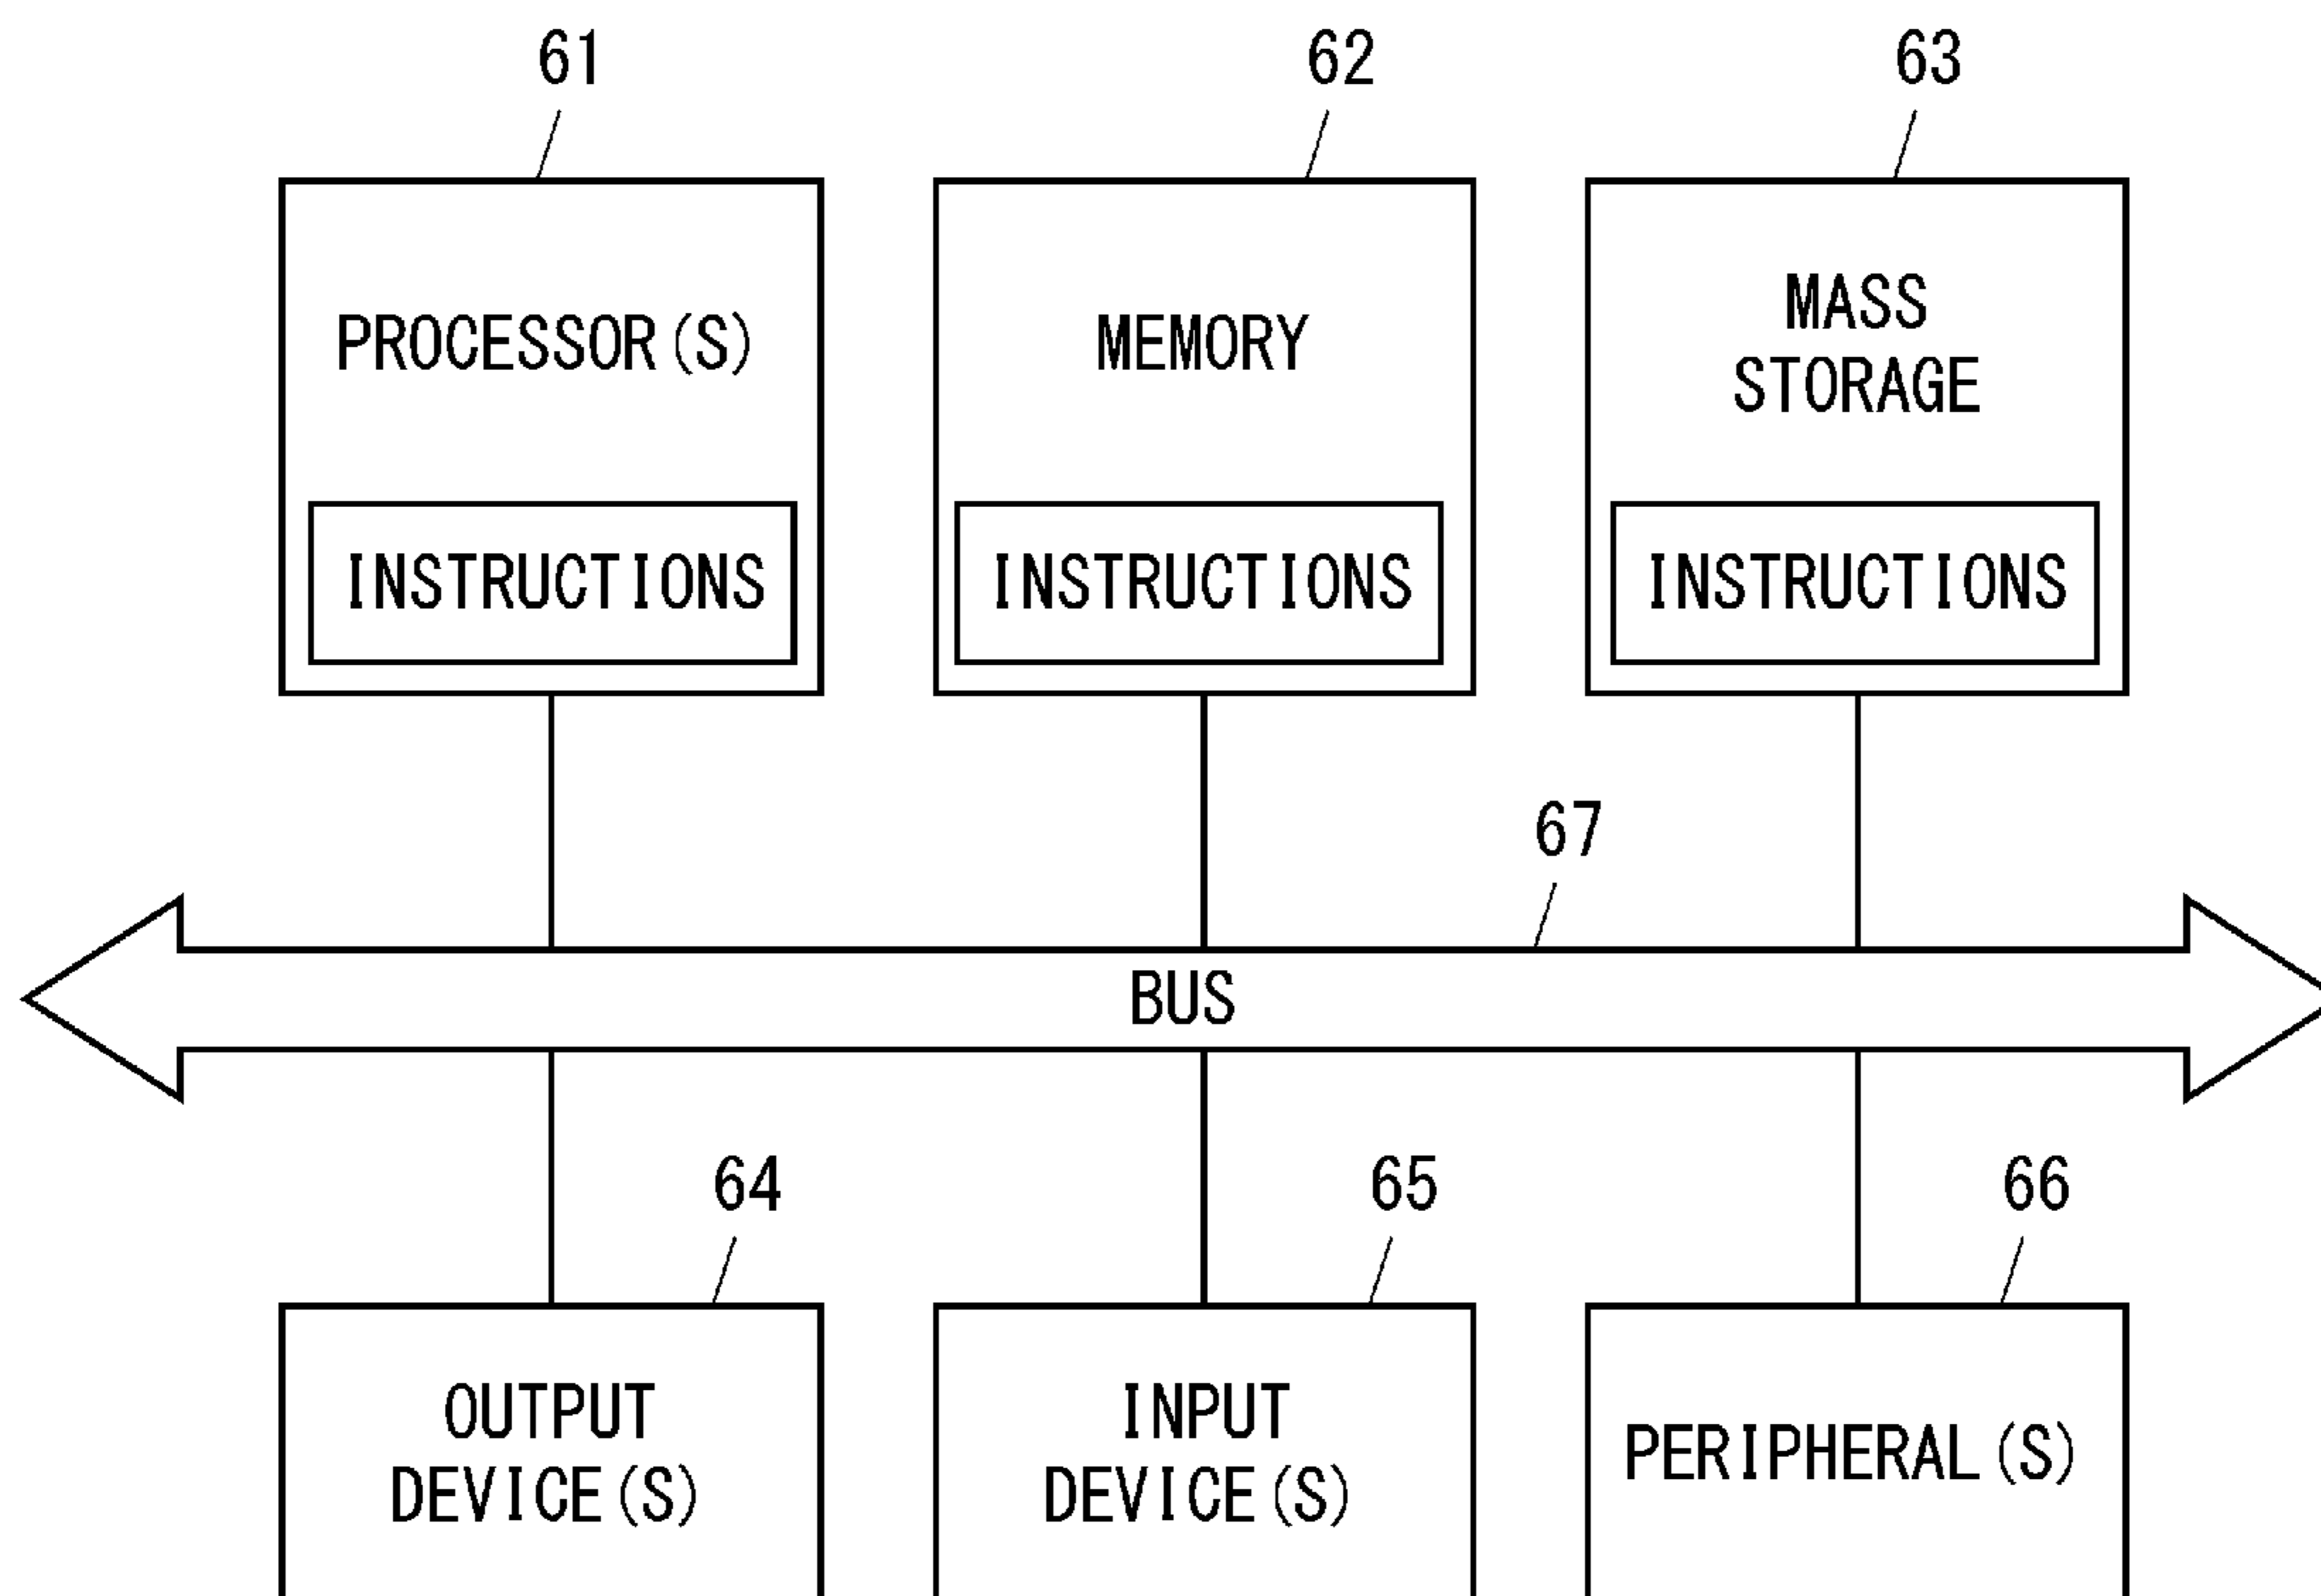 61
62
63
PROCESSOR(S)
MEMORY
MASS
STORAGE
INSTRUCTIONS
INSTRUCTIONS
INSTRUCTIONS
67
BUS
64
65
66
OUTPUT
DEVICE(S)
INPUT
DEVICE(S)
PERIPHERAL(S)